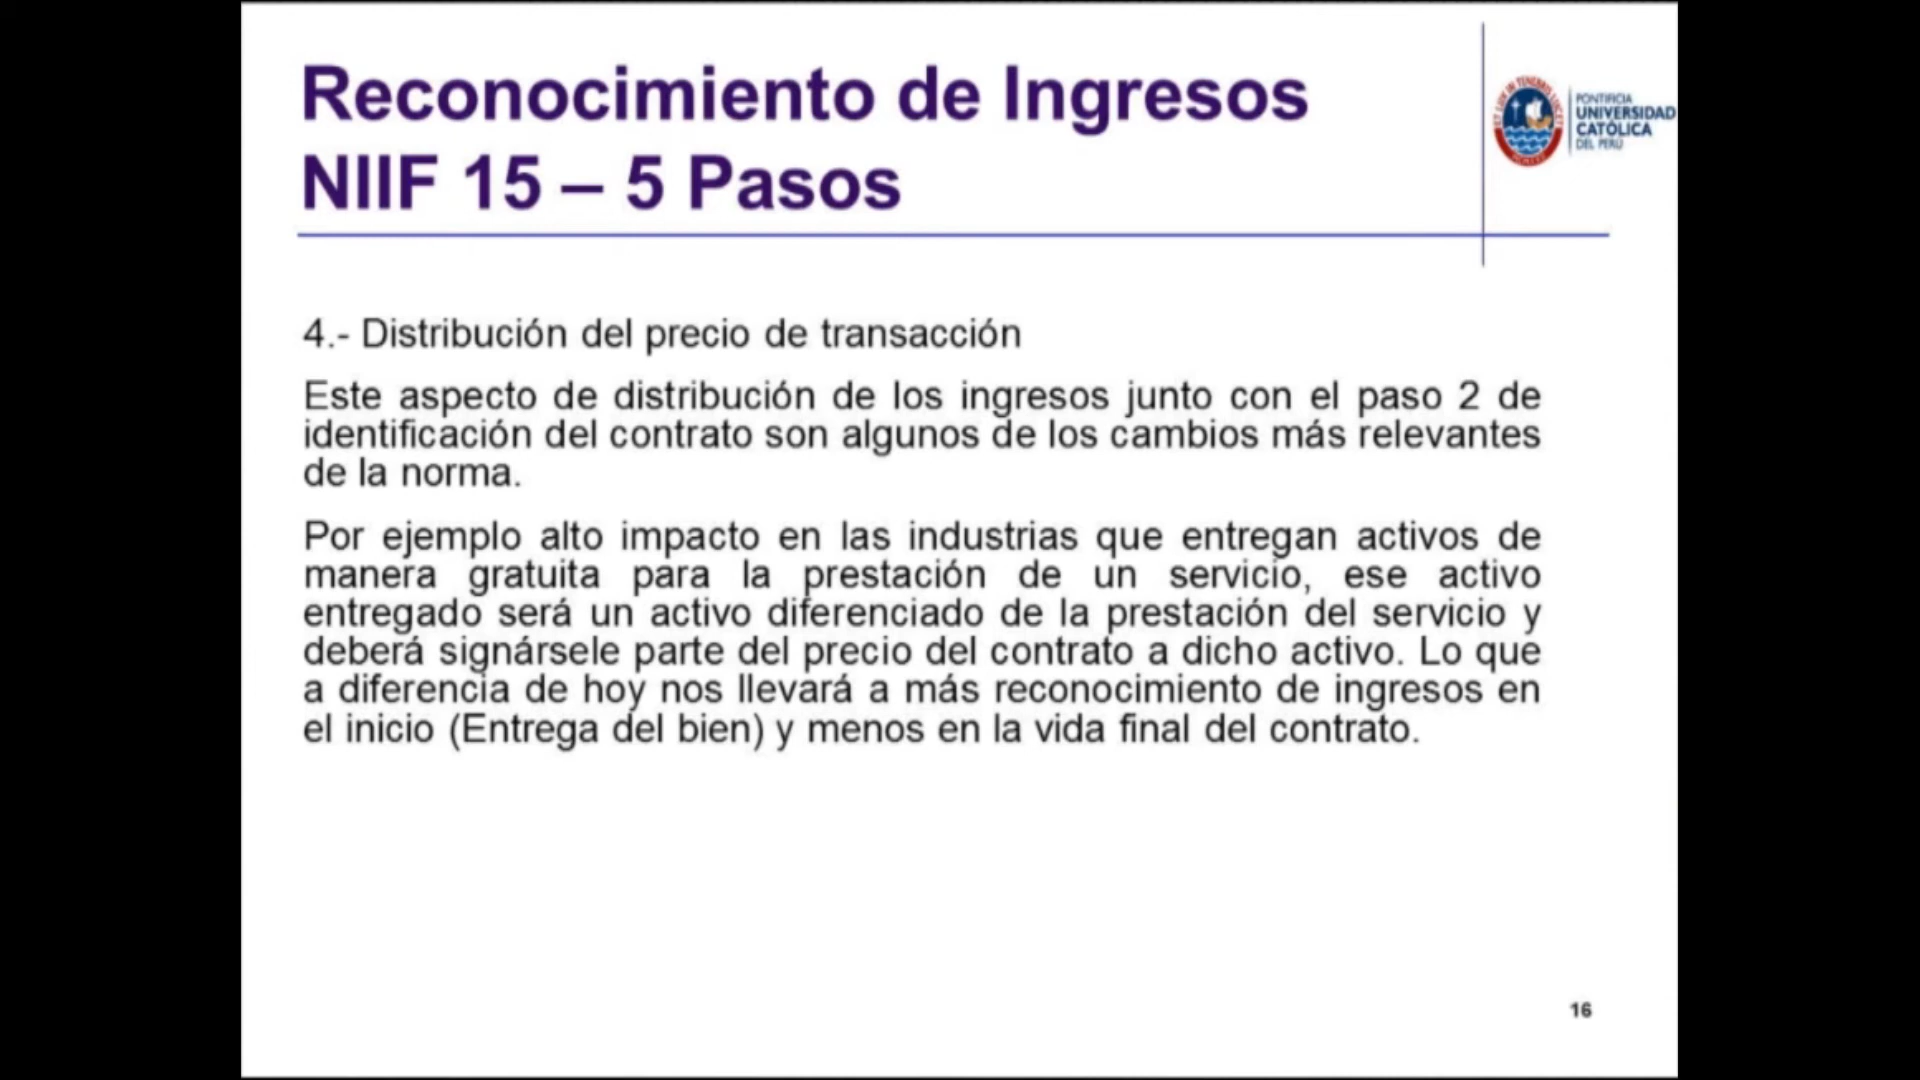 Reconocimiento de Ingresos
NIIF 15 – 5 Pasos
PONTIFICIA
UNIVERSIDAD
CATÓLICA
DEL PERÚ
4.- Distribución del precio de transacción
Este aspecto de distribución de los ingresos junto con el paso 2 de
identificación del contrato son algunos de los cambios más relevantes
de la norma.
Por ejemplo alto impacto en las industrias que entregan activos de
manera gratuita para la prestación de un servicio, ese activo
entregado será un activo diferenciado de la prestación del servicio y
deberá signársele parte del precio del contrato a dicho activo. Lo que
a diferencia de hoy nos llevará a más reconocimiento de ingresos en
el inicio (Entrega del bien) y menos en la vida final del contrato.
16